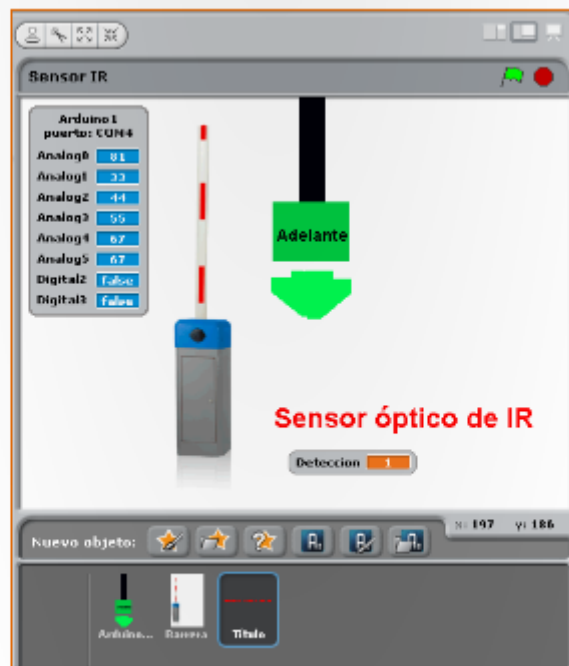 Sensor IR
Arduino1
puerto: COM4
Analog0 81
Analog1 33
Analog2 44
Analog3 55
Analog4 67
Analog5 67
Digital2 false
Digital3 false
Adelante
Sensor óptico de IR
Deteccion 1
x: 197 y: 186
Nuevo objeto:
Arduino...
Barrera
Titulo